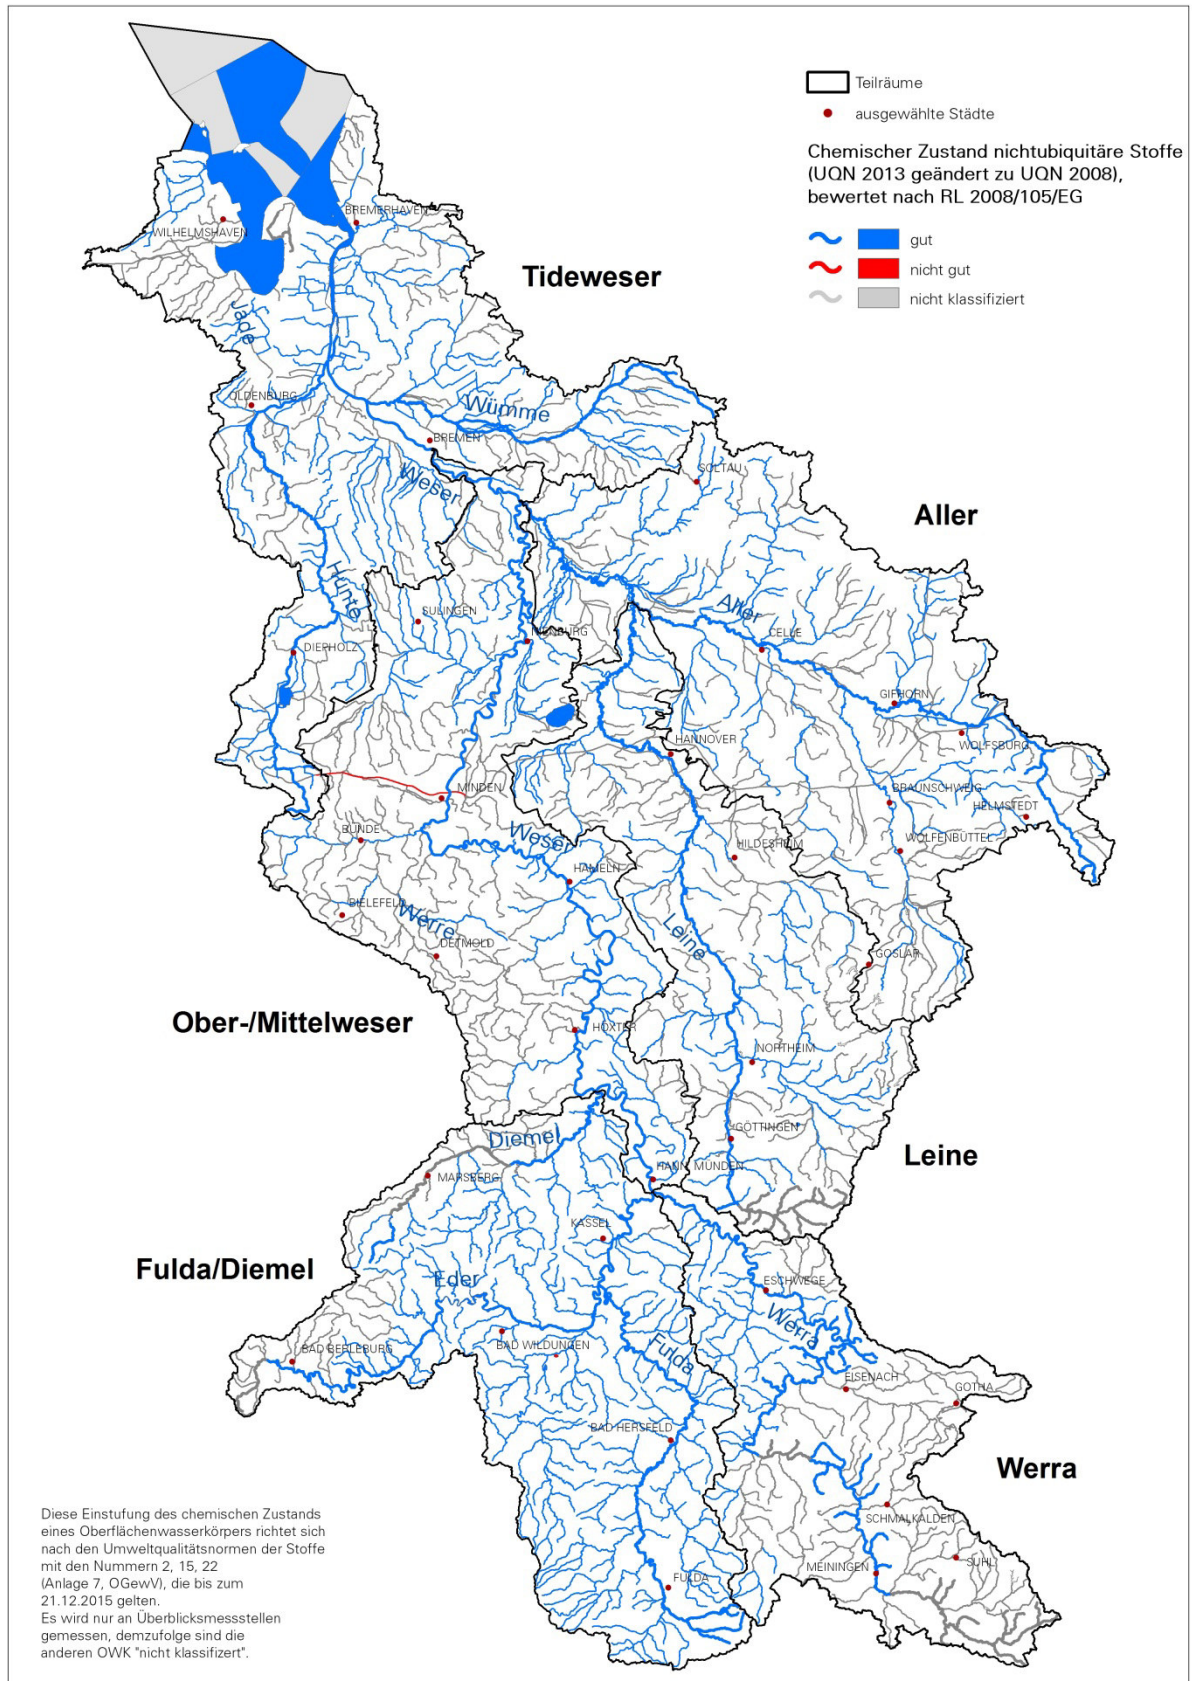 Teilräume
ausgewählte Städte
Chemischer Zustand nichtubiquitäre Stoffe
(UQN 2013 geändert zu UQN 2008),
bewertet nach RL 2008/105/EG
gut
nicht gut
nicht klassifiziert
BREMERHAVEN
WILHELMSHAVEN
Tideweser
Jade
OLDENBURG
Wümme
BREMEN
Weser
SOLTAU
Aller
Hunte
Aller
SULINGEN
NIENBURG
CELLE
DIEPHOLZ
GIFHORN
HANNOVER
WOLFSBURG
MINDEN
BRAUNSCHWEIG
HELMSTEDT
BÜNDE
Weser
WOLFENBÜTTEL
HILDESHEIM
HAMELN
BIELEFELD
Werre
Leine
DETMOLD
GOSLAR
Ober-/Mittelweser
HÖXTER
NORTHEIM
GÖTTINGEN
Diemel
Leine
HANN. MÜNDEN
MARSBERG
KASSEL
Fulda/Diemel
Eder
ESCHWEGE
Werra
BAD WILDUNGEN
Fulda
BAD BERLEBURG
EISENACH
GOTHA
BAD HERSFELD
Werra
SCHMALKALDEN
SUHL
MEININGEN
FULDA
Diese Einstufung des chemischen Zustands
eines Oberflächenwasserkörpers richtet sich
nach den Umweltqualitätsnormen der Stoffe
mit den Nummern 2, 15, 22
(Anlage 7, OGewV), die bis zum
21.12.2015 gelten.
Es wird nur an Überblicksmessstellen
gemessen, demzufolge sind die
anderen OWK "nicht klassifizert".